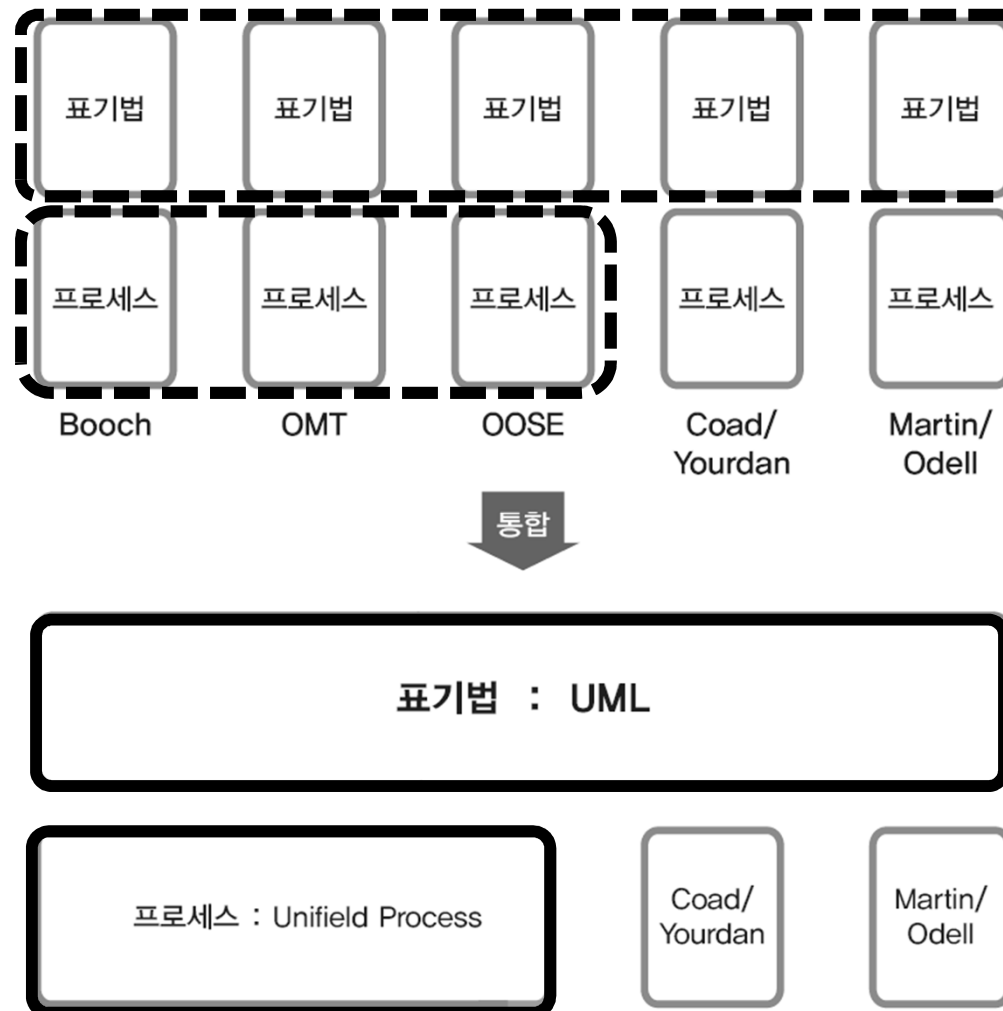 표기법 표기법 표기법 표기법 표기법
프로세스 프로세스 프로세스 프로세스 프로세스
Booch OMT OOSE Coad/ Martin/
Yourdan Odell
통합
표기법 : UML
프로세스 : Unifield Process
Coad/
Yourdan
Martin/
Odell